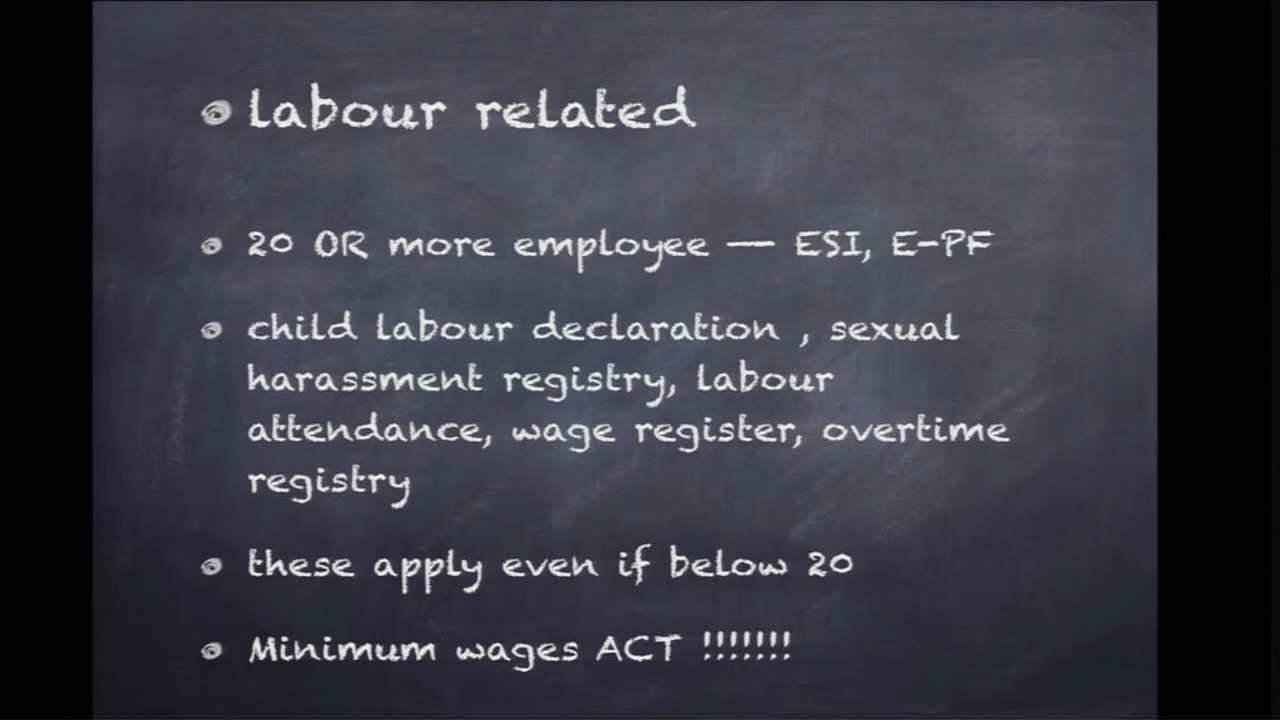 labour related
20 OR more employee — ESI, E-PF
child labour declaration , sexual
harassment registry, labour
attendance, wage register, overtime
registry
these apply even if below 20
Minimum wages ACT !!!!!!!